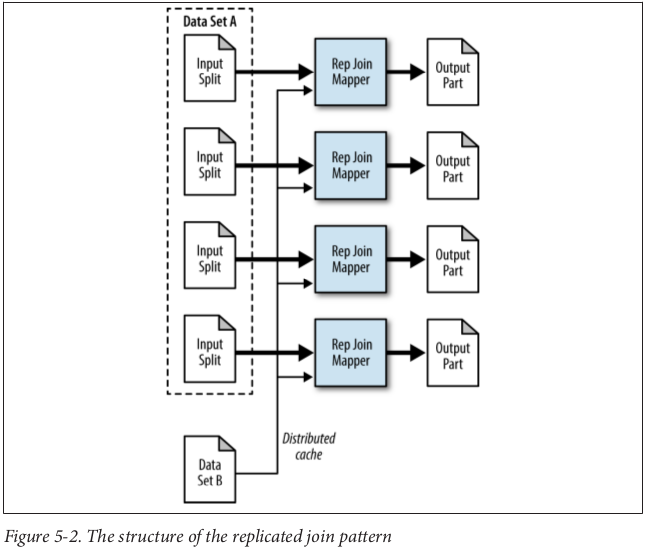 Data Set A
Input
Split
Rep Join
Mapper
Output
Part
Input
Split
Rep Join
Mapper
Output
Part
Input
Split
Rep Join
Mapper
Output
Part
Input
Split
Rep Join
Mapper
Output
Part
Distributed
cache
Data
Set B
Figure 5-2. The structure of the replicated join pattern